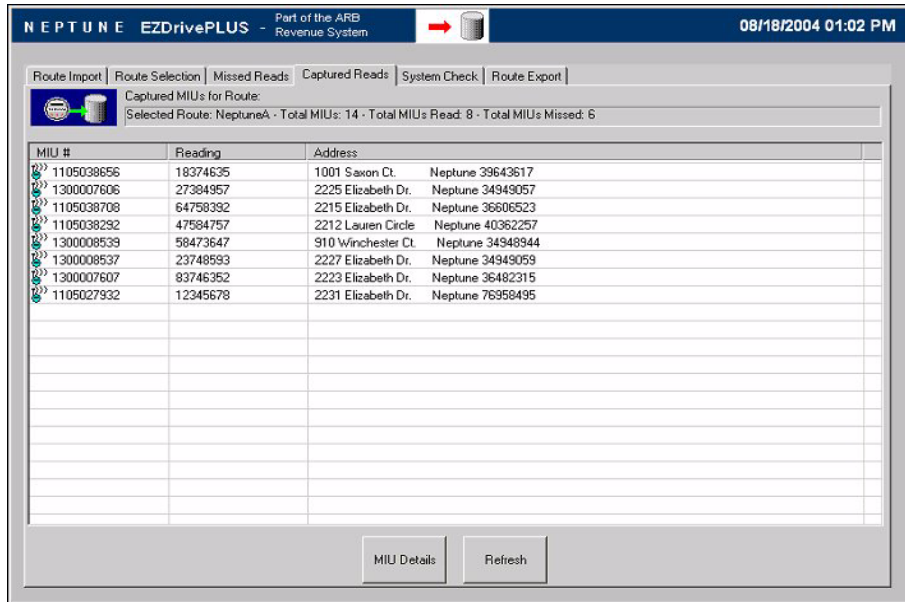 NEPTUNE EZDrivePLUS - Part of the ARB Revenue System 08/18/2004 01:02 PM
Route Import Route Selection Missed Reads Captured Reads System Check Route Export
Captured MIUs for Route:
Selected Route: NeptuneA - Total MIUs: 14 - Total MIUs Read: 8 - Total MIUs Missed: 6
MIU # Reading Address
1105038656 18374635 1001 Saxon Ct. Neptune 39643617
1300007606 27384957 2225 Elizabeth Dr. Neptune 34949057
1105038708 64758392 2215 Elizabeth Dr. Neptune 36606523
1105038292 47584757 2212 Lauren Circle Neptune 40362257
1300008539 58473647 910 Winchester Ct. Neptune 34948944
1300008537 23748593 2227 Elizabeth Dr. Neptune 34949059
1300007607 83746352 2223 Elizabeth Dr. Neptune 36482315
1105027932 12345678 2231 Elizabeth Dr. Neptune 76958495
MIU Details Refresh